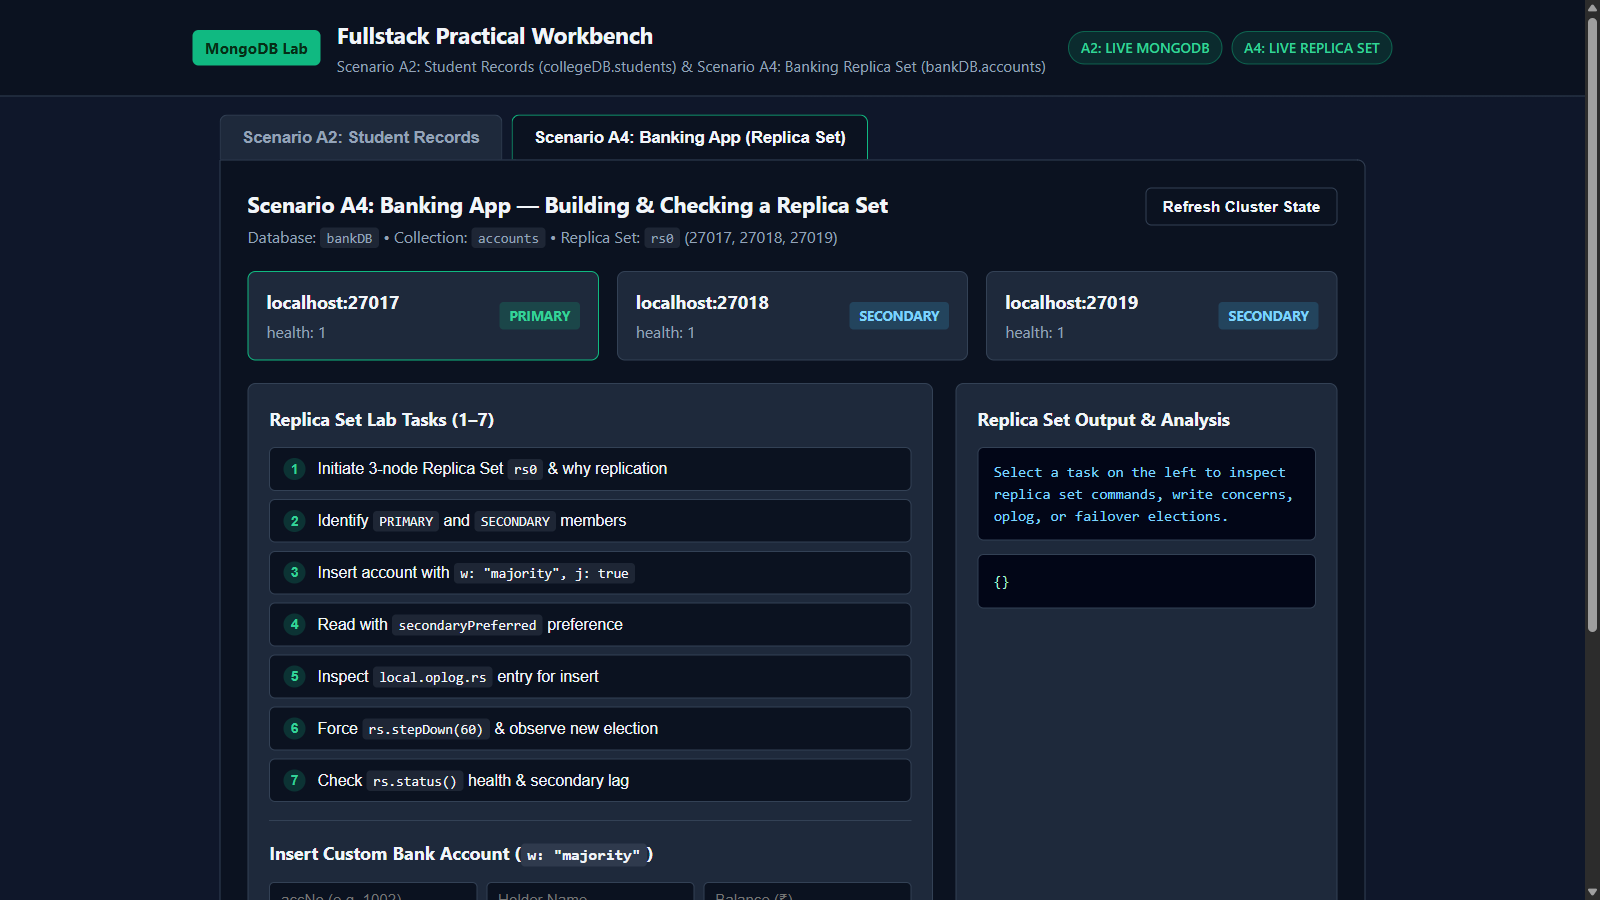 MongoDB Lab
Fullstack Practical Workbench
Scenario A2: Student Records (collegeDB.students) & Scenario A4: Banking Replica Set (bankDB.accounts)
A2: LIVE MONGODB
A4: LIVE REPLICA SET
Scenario A2: Student Records
Scenario A4: Banking App (Replica Set)
Scenario A4: Banking App — Building & Checking a Replica Set
Database: bankDB • Collection: accounts • Replica Set: rs0 (27017, 27018, 27019)
Refresh Cluster State
localhost:27017
health: 1
PRIMARY
localhost:27018
health: 1
SECONDARY
localhost:27019
health: 1
SECONDARY
Replica Set Lab Tasks (1–7)
1 Initiate 3-node Replica Set rs0 & why replication
2 Identify PRIMARY and SECONDARY members
3 Insert account with w: "majority", j: true
4 Read with secondaryPreferred preference
5 Inspect local.oplog.rs entry for insert
6 Force rs.stepDown(60) & observe new election
7 Check rs.status() health & secondary lag
Insert Custom Bank Account ( w: "majority" )
accNo (e.g. 1002)
Holder Name
Balance (₹)
Replica Set Output & Analysis
Select a task on the left to inspect
replica set commands, write concerns,
oplog, or failover elections.
{}